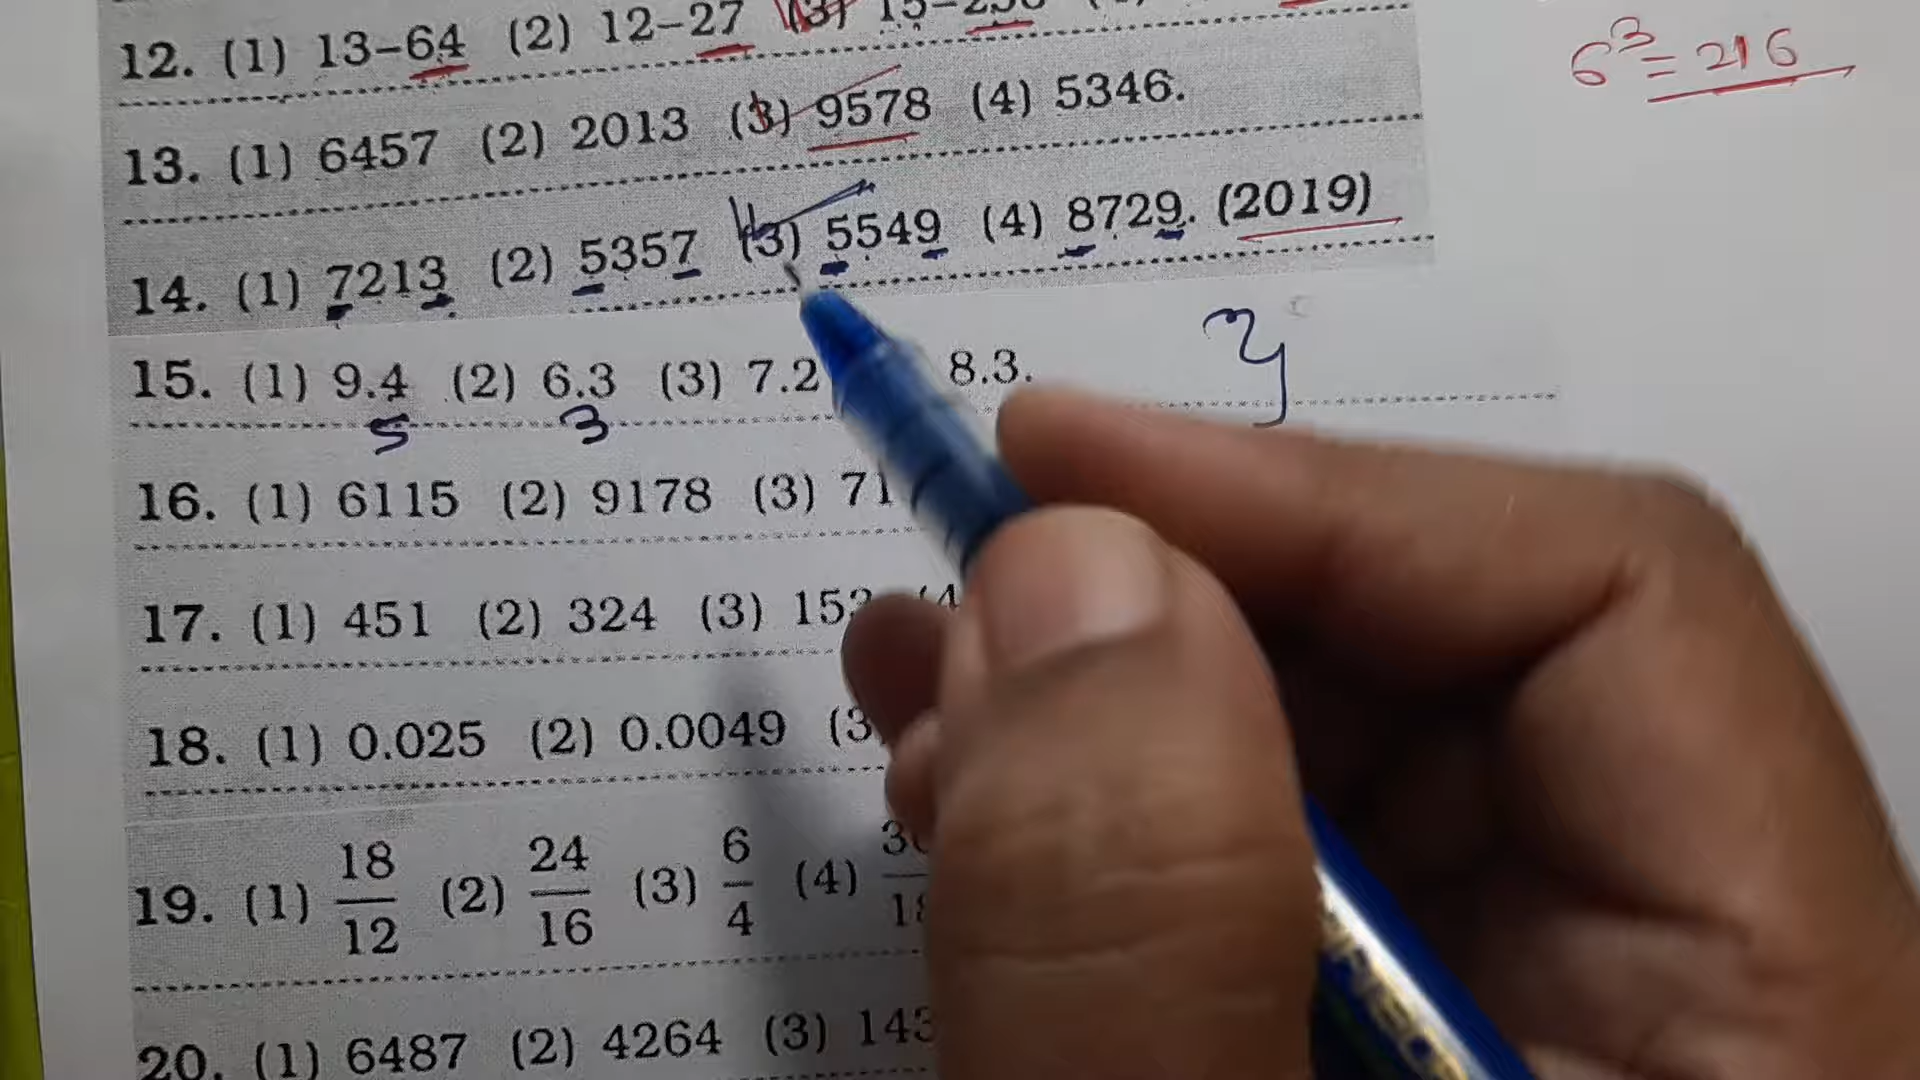 12. (1) 13-64 (2) 12-27 (3)
6³ = 216
13. (1) 6457 (2) 2013 (3) 9578 (4) 5346.
14. (1) 7213 (2) 5357 (3) 5549 (4) 8729. (2019)
15. (1) 9.4 (2) 6.3 (3) 7.2 8.3.
5 3
16. (1) 6115 (2) 9178 (3)
17. (1) 451 (2) 324 (3)
18. (1) 0.025 (2) 0.0049
19. (1) 18/12 (2) 24/16 (3) 6/4 (4)
20. (1) 6487 (2) 4264 (3)